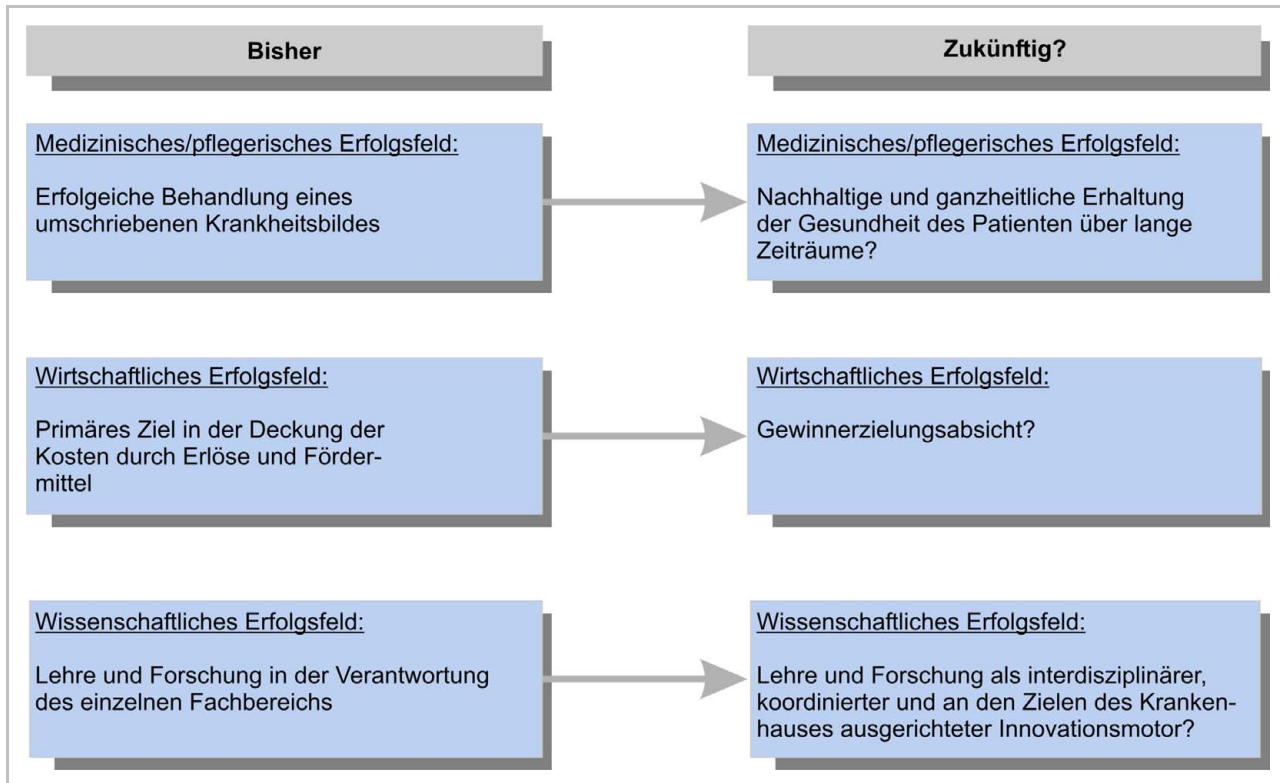 Bisher
Zukünftig?
Medizinisches/pflegerisches Erfolgsfeld:
Erfolgeiche Behandlung eines
umschriebenen Krankheitsbildes
Medizinisches/pflegerisches Erfolgsfeld:
Nachhaltige und ganzheitliche Erhaltung
der Gesundheit des Patienten über lange
Zeiträume?
Wirtschaftliches Erfolgsfeld:
Primäres Ziel in der Deckung der
Kosten durch Erlöse und Förder-
mittel
Wirtschaftliches Erfolgsfeld:
Gewinnerzielungsabsicht?
Wissenschaftliches Erfolgsfeld:
Lehre und Forschung in der Verantwortung
des einzelnen Fachbereichs
Wissenschaftliches Erfolgsfeld:
Lehre und Forschung als interdisziplinärer,
koordinierter und an den Zielen des Kranken-
hauses ausgerichteter Innovationsmotor?